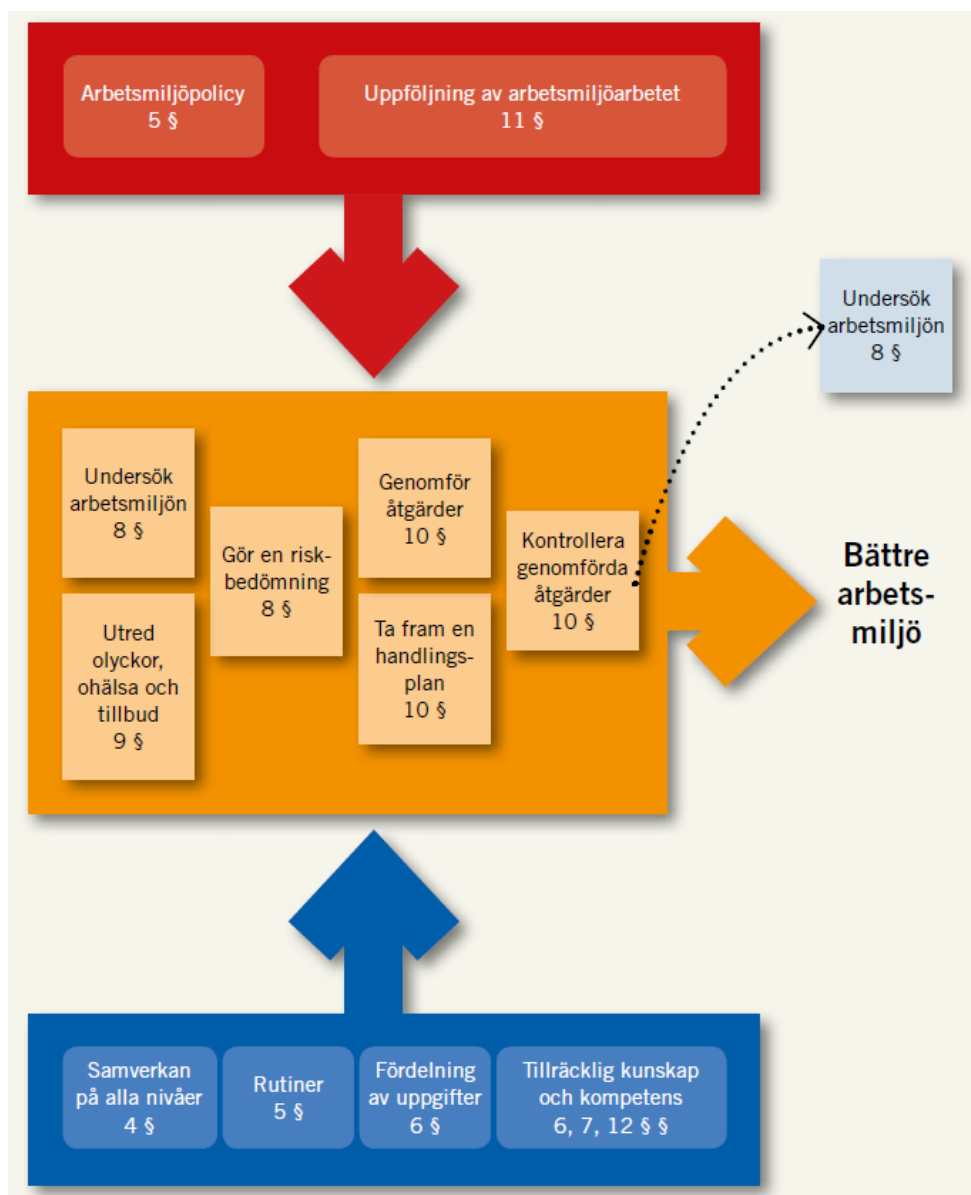 Arbetsmiljöpolicy
5 §
Uppföljning av arbetsmiljöarbetet
11 §
Undersök
arbetsmiljön
8 §
Undersök
arbetsmiljön
8 §
Utred
olyckor,
ohälsa och
tillbud
9 §
Gör en risk-
bedömning
8 §
Genomför
åtgärder
10 §
Ta fram en
handlings-
plan
10 §
Kontrollera
genomförda
åtgärder
10 §
Bättre
arbets-
miljö
Samverkan
på alla nivåer
4 §
Rutiner
5 §
Fördelning
av uppgifter
6 §
Tillräcklig kunskap
och kompetens
6, 7, 12 § §